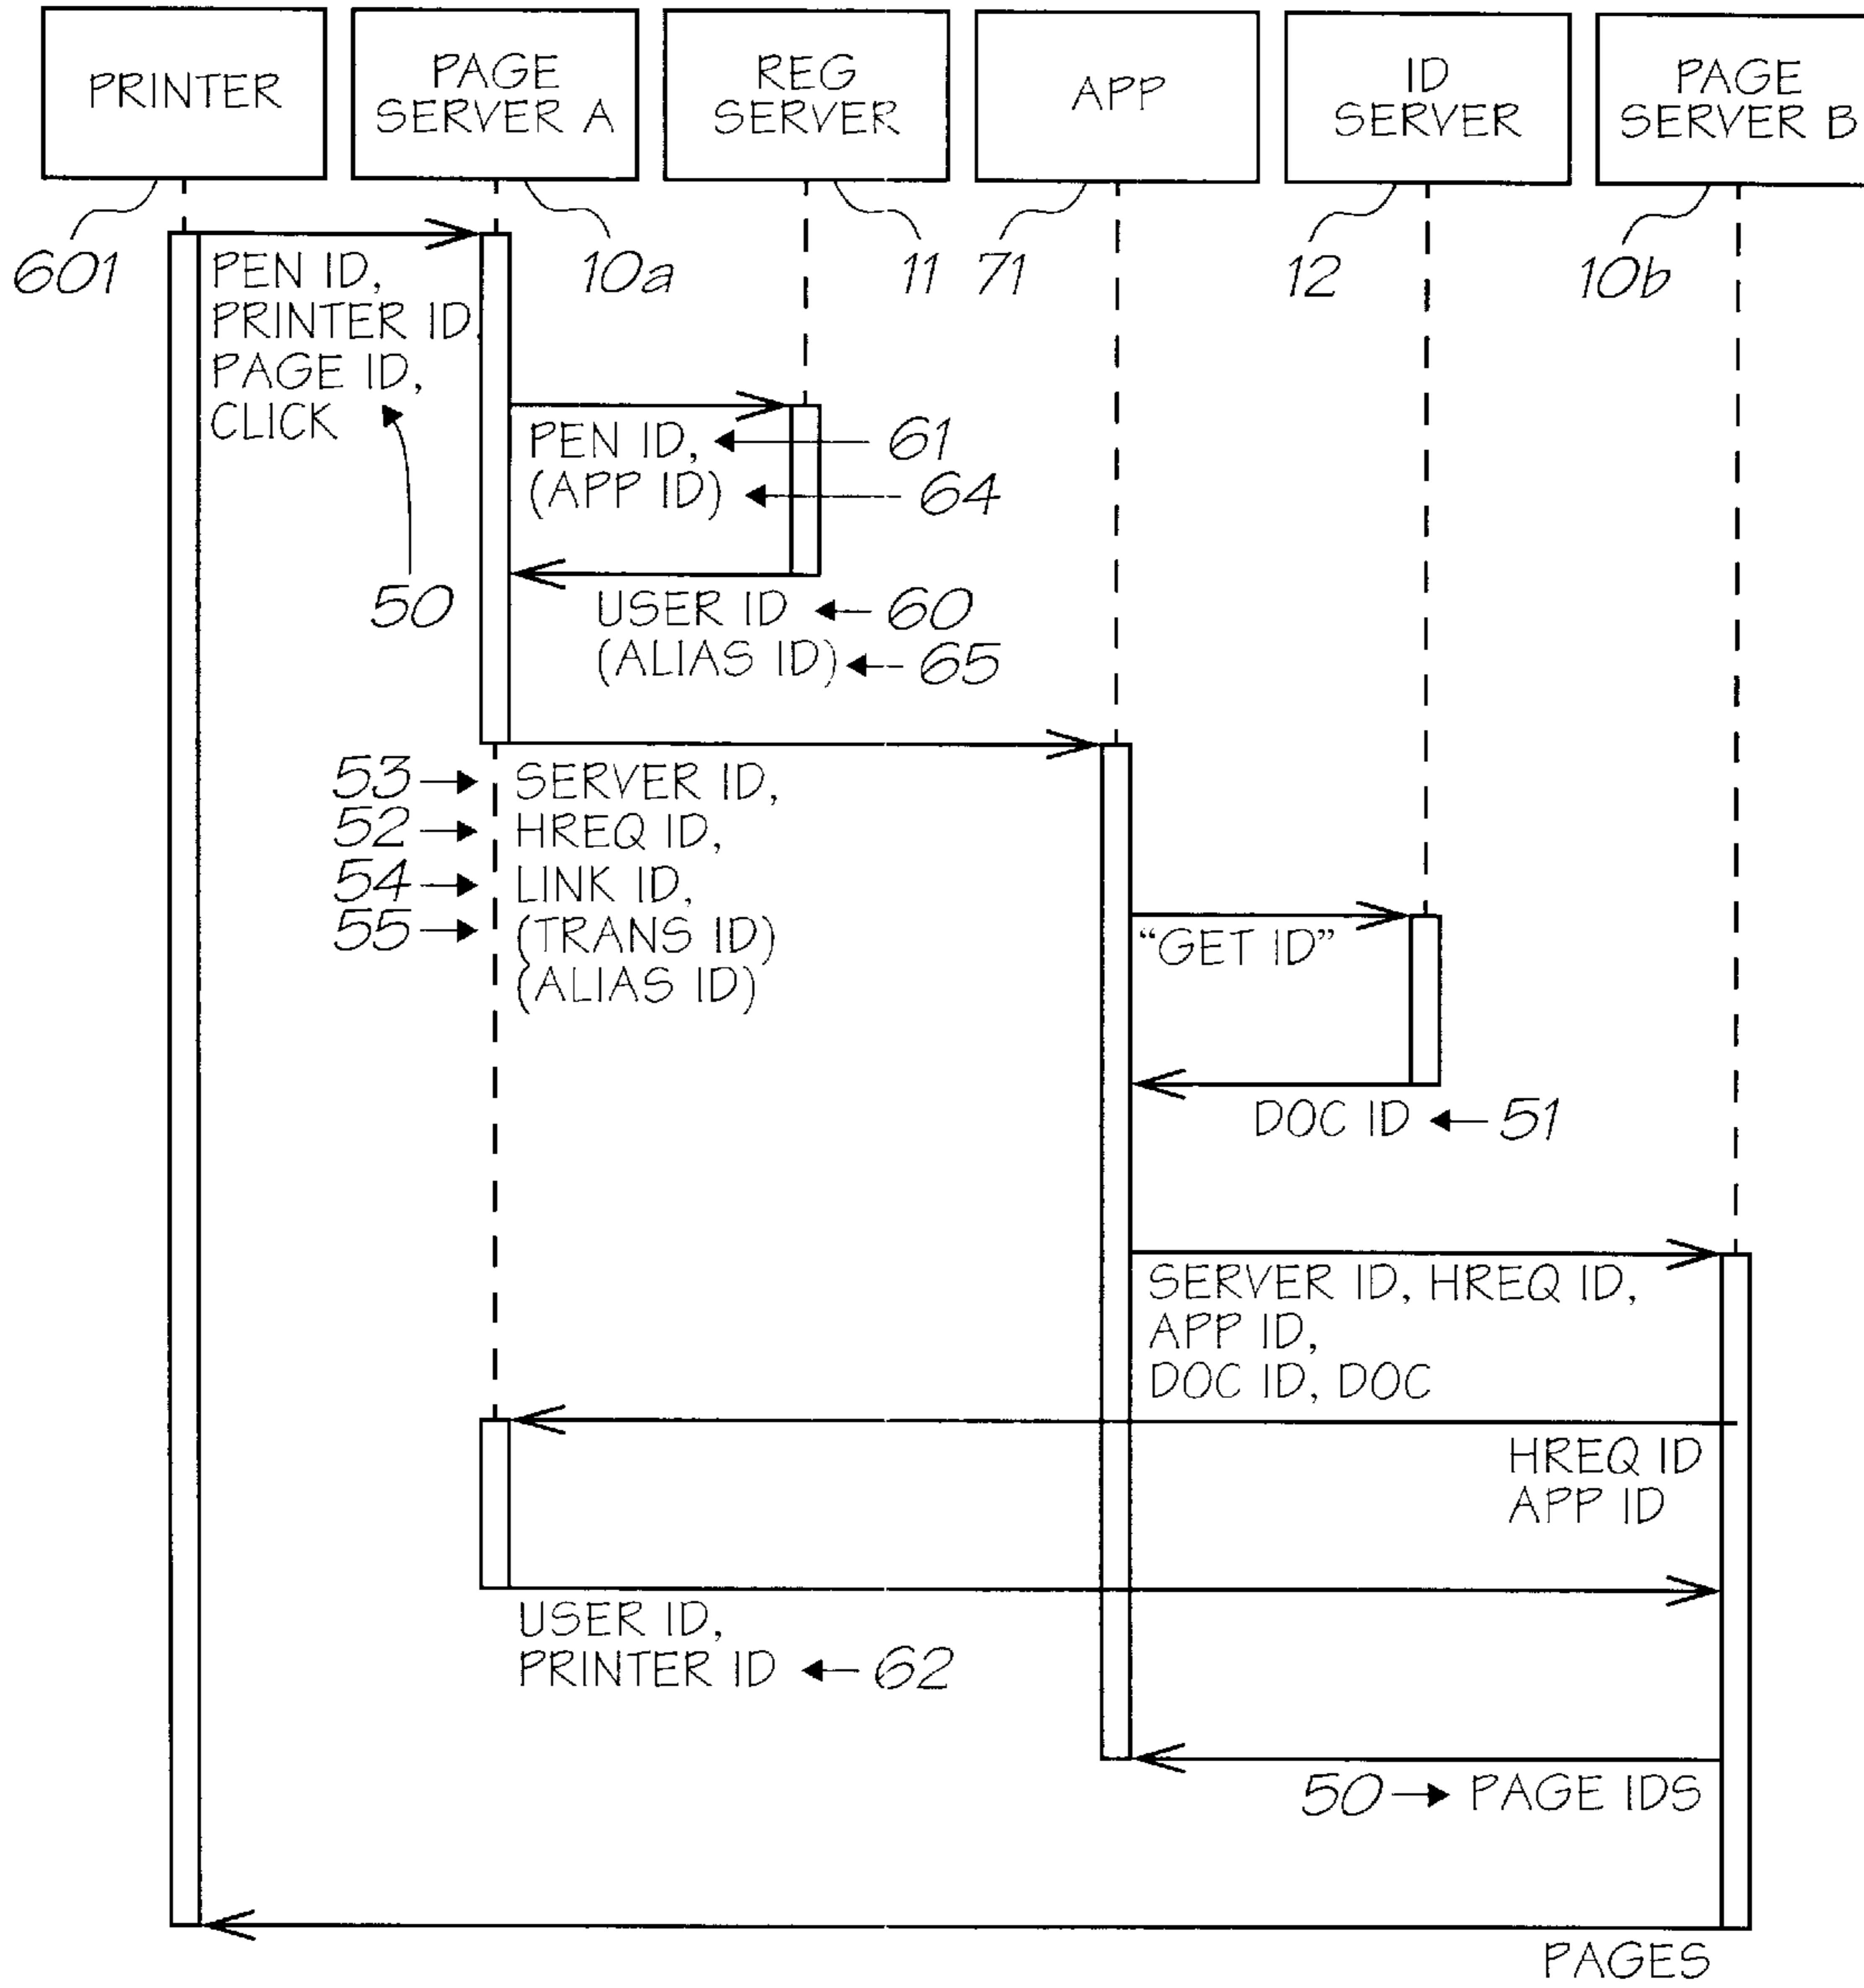 PRINTER
PAGE
SERVER A
REG
SERVER
APP
ID
SERVER
PAGE
SERVER B
601
10a
11
71
12
10b
PEN ID,
PRINTER ID,
PAGE ID,
CLICK
50
PEN ID,
61
(APP ID)
64
USER ID
60
(ALIAS ID)
65
53
SERVER ID,
52
HREQ ID,
54
LINK ID,
55
(TRANS ID)
(ALIAS ID)
“GET ID”
DOC ID
51
SERVER ID, HREQ ID,
APP ID,
DOC ID, DOC
HREQ ID
APP ID
USER ID,
PRINTER ID
62
50
PAGE IDS
PAGES